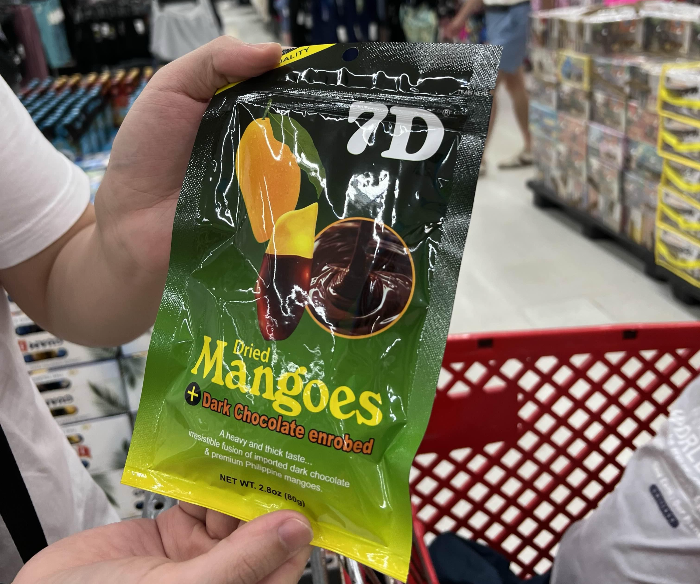 7D
Dried
Mangoes
+ Dark Chocolate enrobed
A heavy and thick taste...
irresistible fusion of imported dark chocolate
& premium Philippine mangoes.
NET WT. 2.8oz (80g)